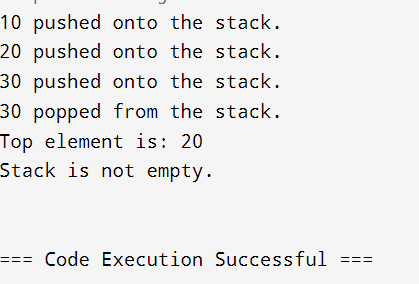 10 pushed onto the stack.
20 pushed onto the stack.
30 pushed onto the stack.
30 popped from the stack.
Top element is: 20
Stack is not empty.
=== Code Execution Successful ===